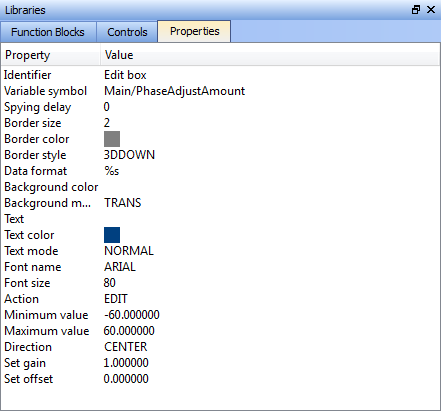 Libraries
Function Blocks Controls Properties
Property Value
Identifier Edit box
Variable symbol Main/PhaseAdjustAmount
Spying delay 0
Border size 2
Border color
Border style 3DDOWN
Data format %s
Background color
Background m... TRANS
Text
Text color
Text mode NORMAL
Font name ARIAL
Font size 80
Action EDIT
Minimum value -60.000000
Maximum value 60.000000
Direction CENTER
Set gain 1.000000
Set offset 0.000000